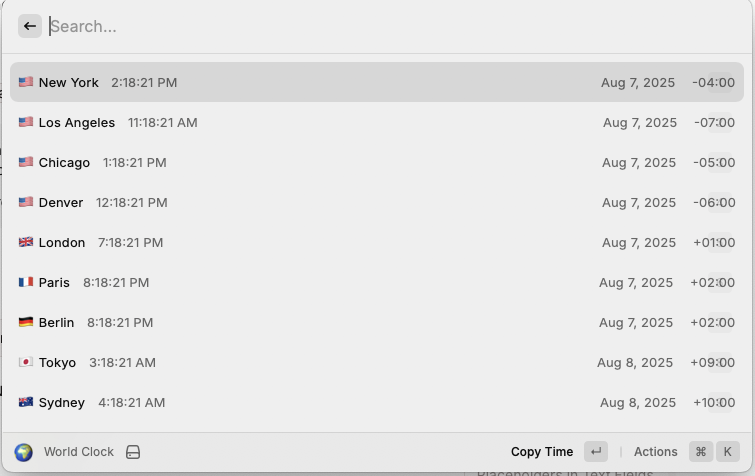 Search...
New York 2:18:21 PM Aug 7, 2025 -04:00
Los Angeles 11:18:21 AM Aug 7, 2025 -07:00
Chicago 1:18:21 PM Aug 7, 2025 -05:00
Denver 12:18:21 PM Aug 7, 2025 -06:00
London 7:18:21 PM Aug 7, 2025 +01:00
Paris 8:18:21 PM Aug 7, 2025 +02:00
Berlin 8:18:21 PM Aug 7, 2025 +02:00
Tokyo 3:18:21 AM Aug 8, 2025 +09:00
Sydney 4:18:21 AM Aug 8, 2025 +10:00
World Clock Copy Time ↵ Actions ⌘ K
Placeholders in Text Fields